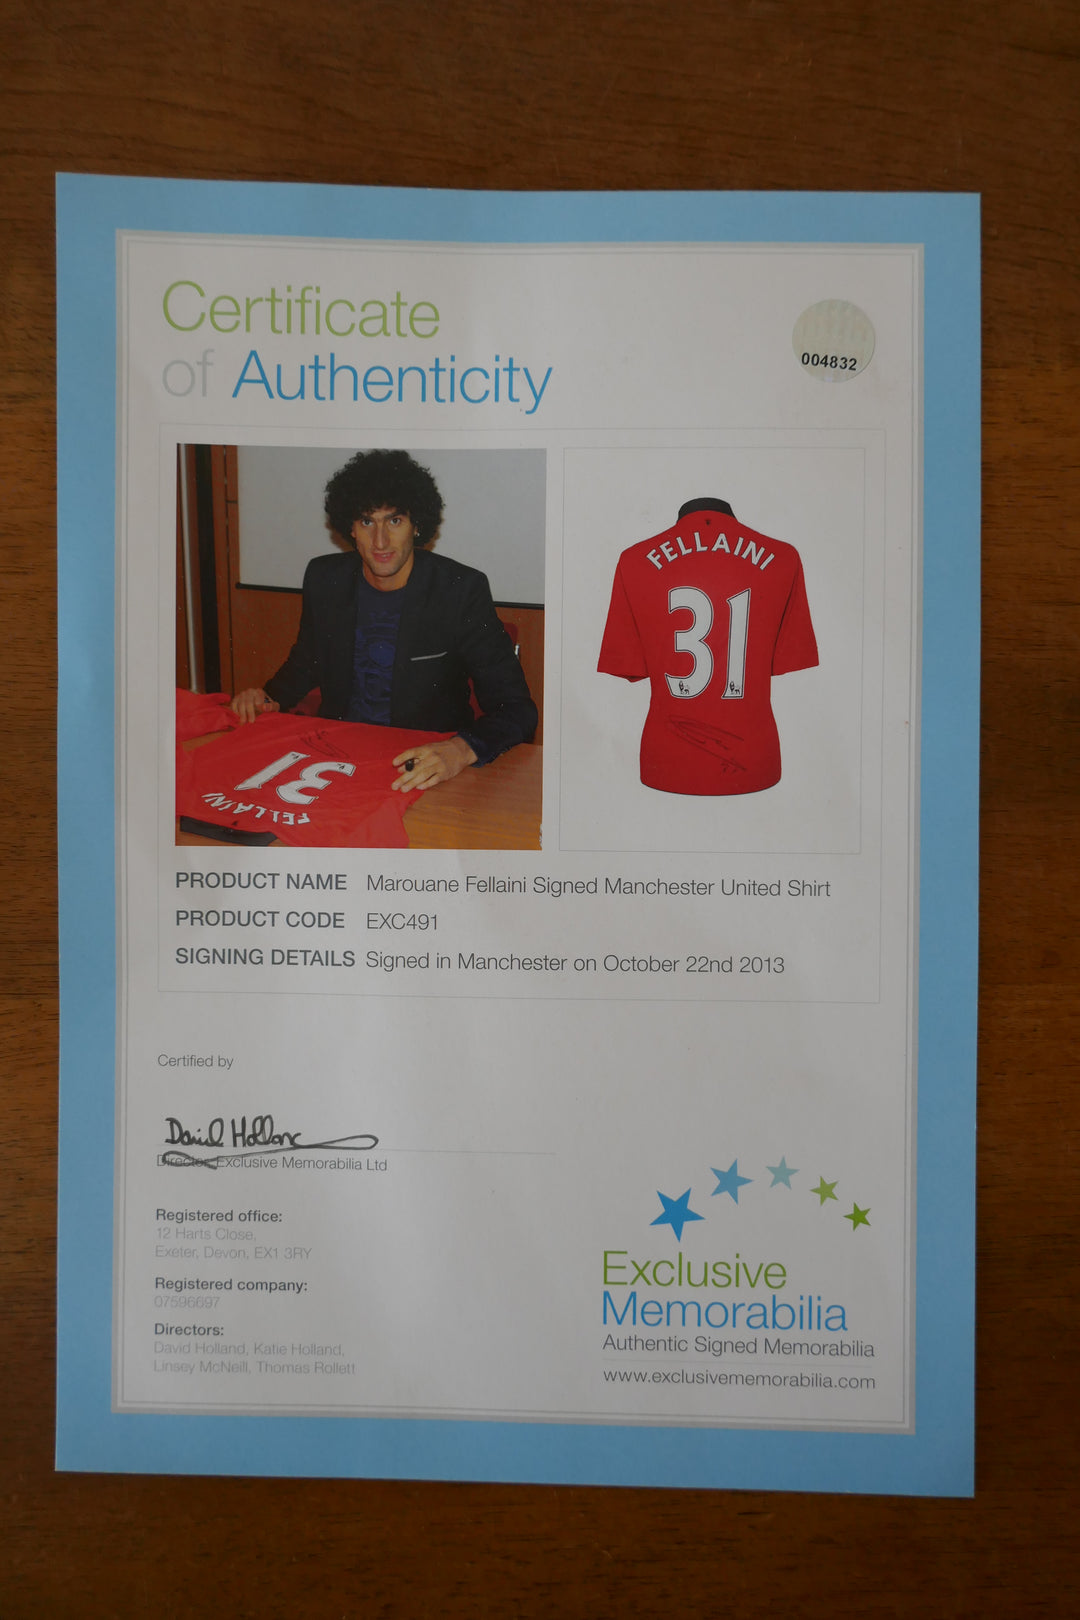 Certificate
of Authenticity
004832
FELLAINI
31
FELLAINI
31
PRODUCT NAME Marouane Fellaini Signed Manchester United Shirt
PRODUCT CODE EXC491
SIGNING DETAILS Signed in Manchester on October 22nd 2013
Certified by
David Holland
Director, Exclusive Memorabilia Ltd
Registered office:
12 Harts Close,
Exeter, Devon, EX1 3RY
Registered company:
07596697
Directors:
David Holland, Katie Holland,
Linsey McNeill, Thomas Rollett
Exclusive
Memorabilia
Authentic Signed Memorabilia
www.exclusivememorabilia.com